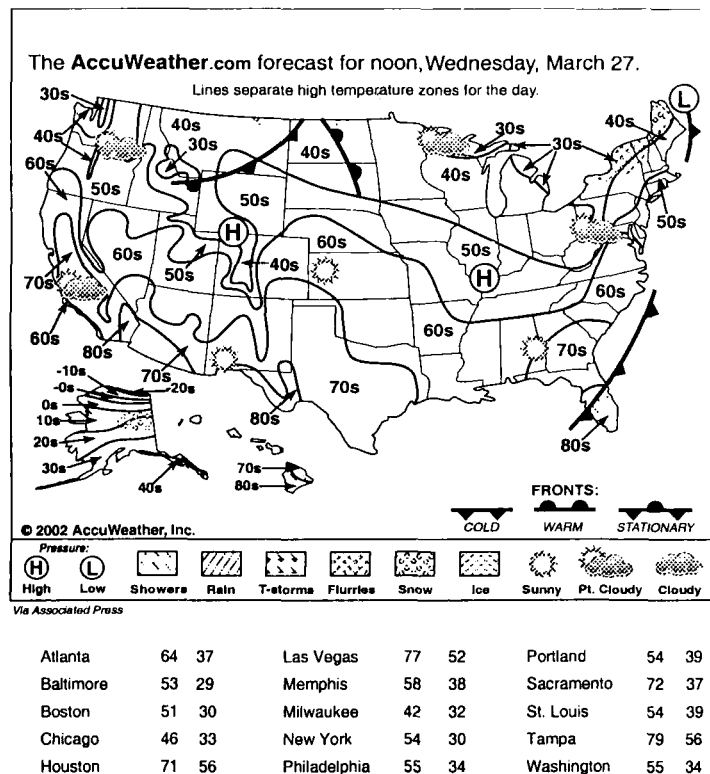 The AccuWeather.com forecast for noon, Wednesday, March 27.
Lines separate high temperature zones for the day.
30s
40s
60s
50s
40s
30s
40s
30s
30s
40s
L
40s
50s
50s
H
70s
60s
50s
40s
60s
50s
H
60s
60s
60s
80s
70s
80s
70s
60s
70s
80s
-10s
-0s
-20s
0s
10s
20s
30s
40s
70s
80s
FRONTS:
COLD WARM STATIONARY
© 2002 AccuWeather, Inc.
Pressure:
H L
High Low Showers Rain T-storms Flurries Snow Ice Sunny Pt. Cloudy Cloudy
Via Associated Press
Atlanta 64 37 Las Vegas 77 52 Portland 54 39
Baltimore 53 29 Memphis 58 38 Sacramento 72 37
Boston 51 30 Milwaukee 42 32 St. Louis 54 39
Chicago 46 33 New York 54 30 Tampa 79 56
Houston 71 56 Philadelphia 55 34 Washington 55 34